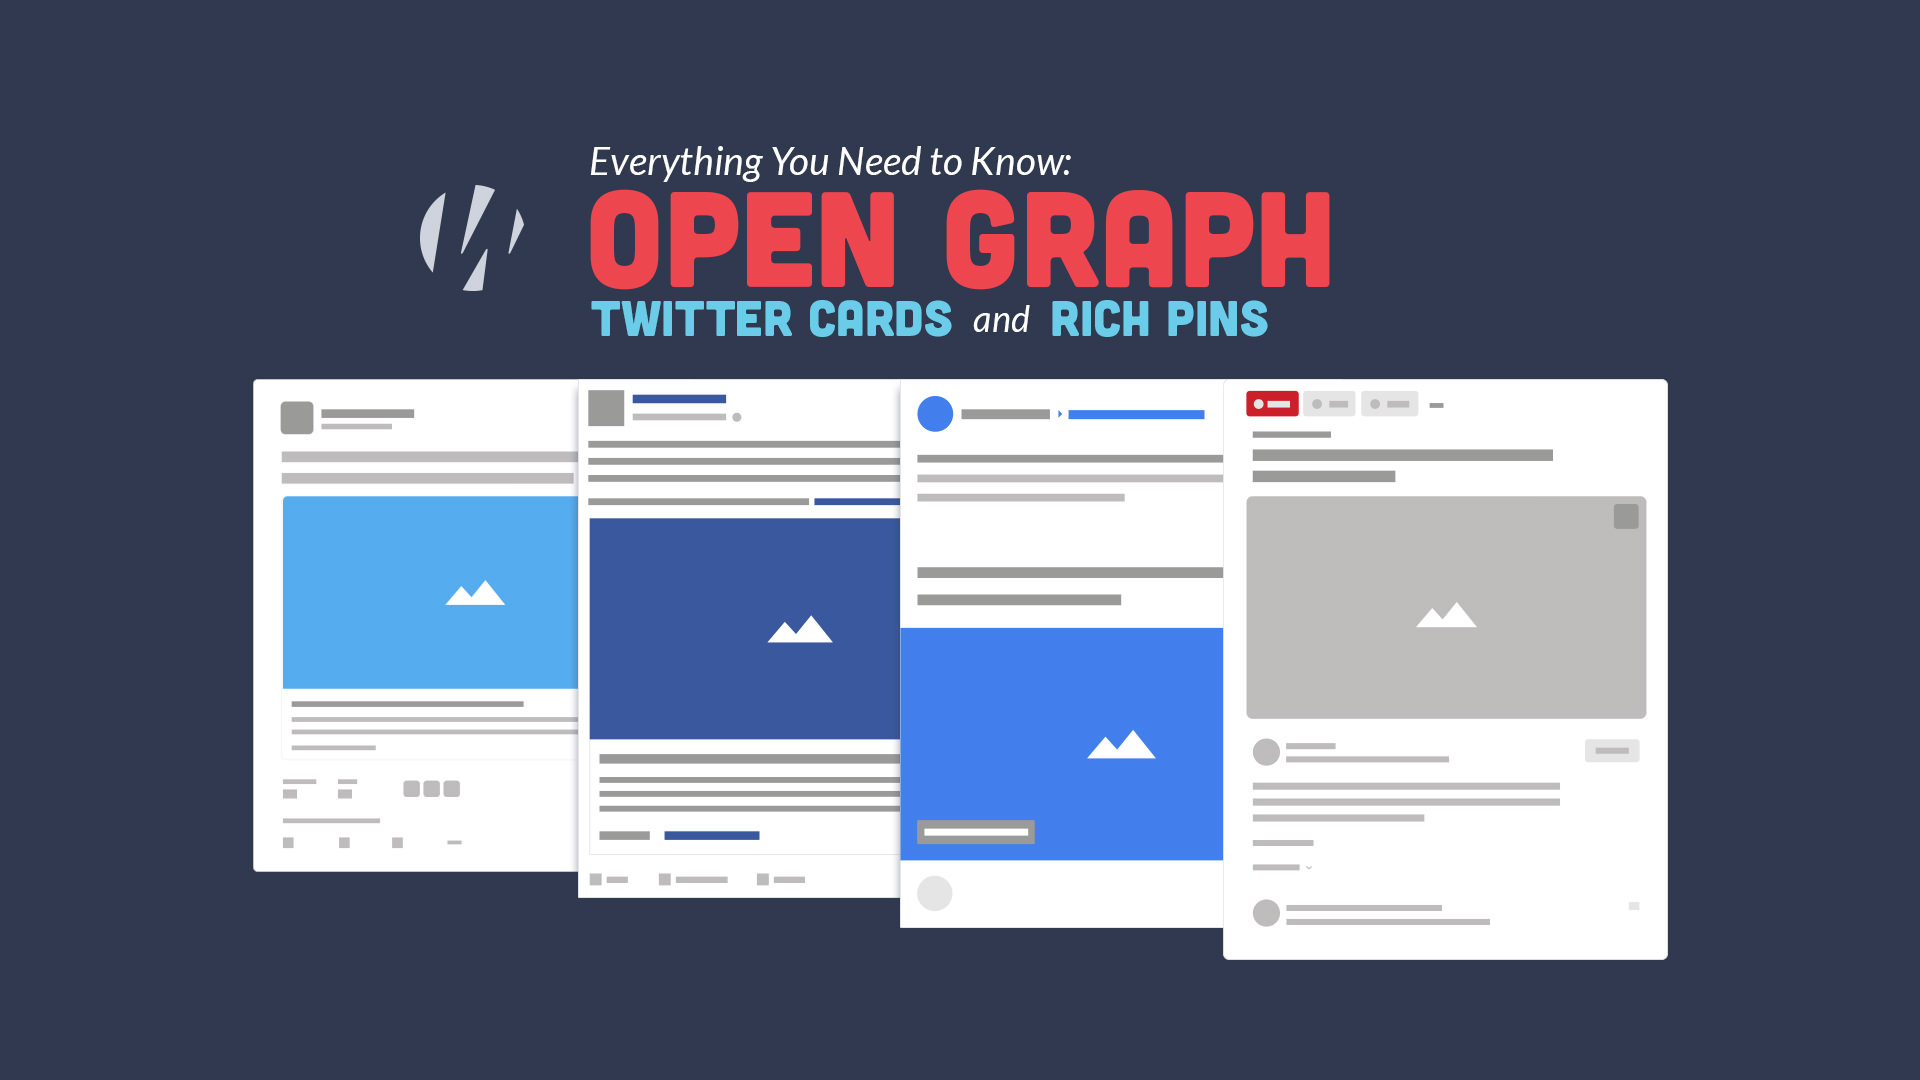 Everything You Need to Know:
OPEN GRAPH
TWITTER CARDS and RICH PINS